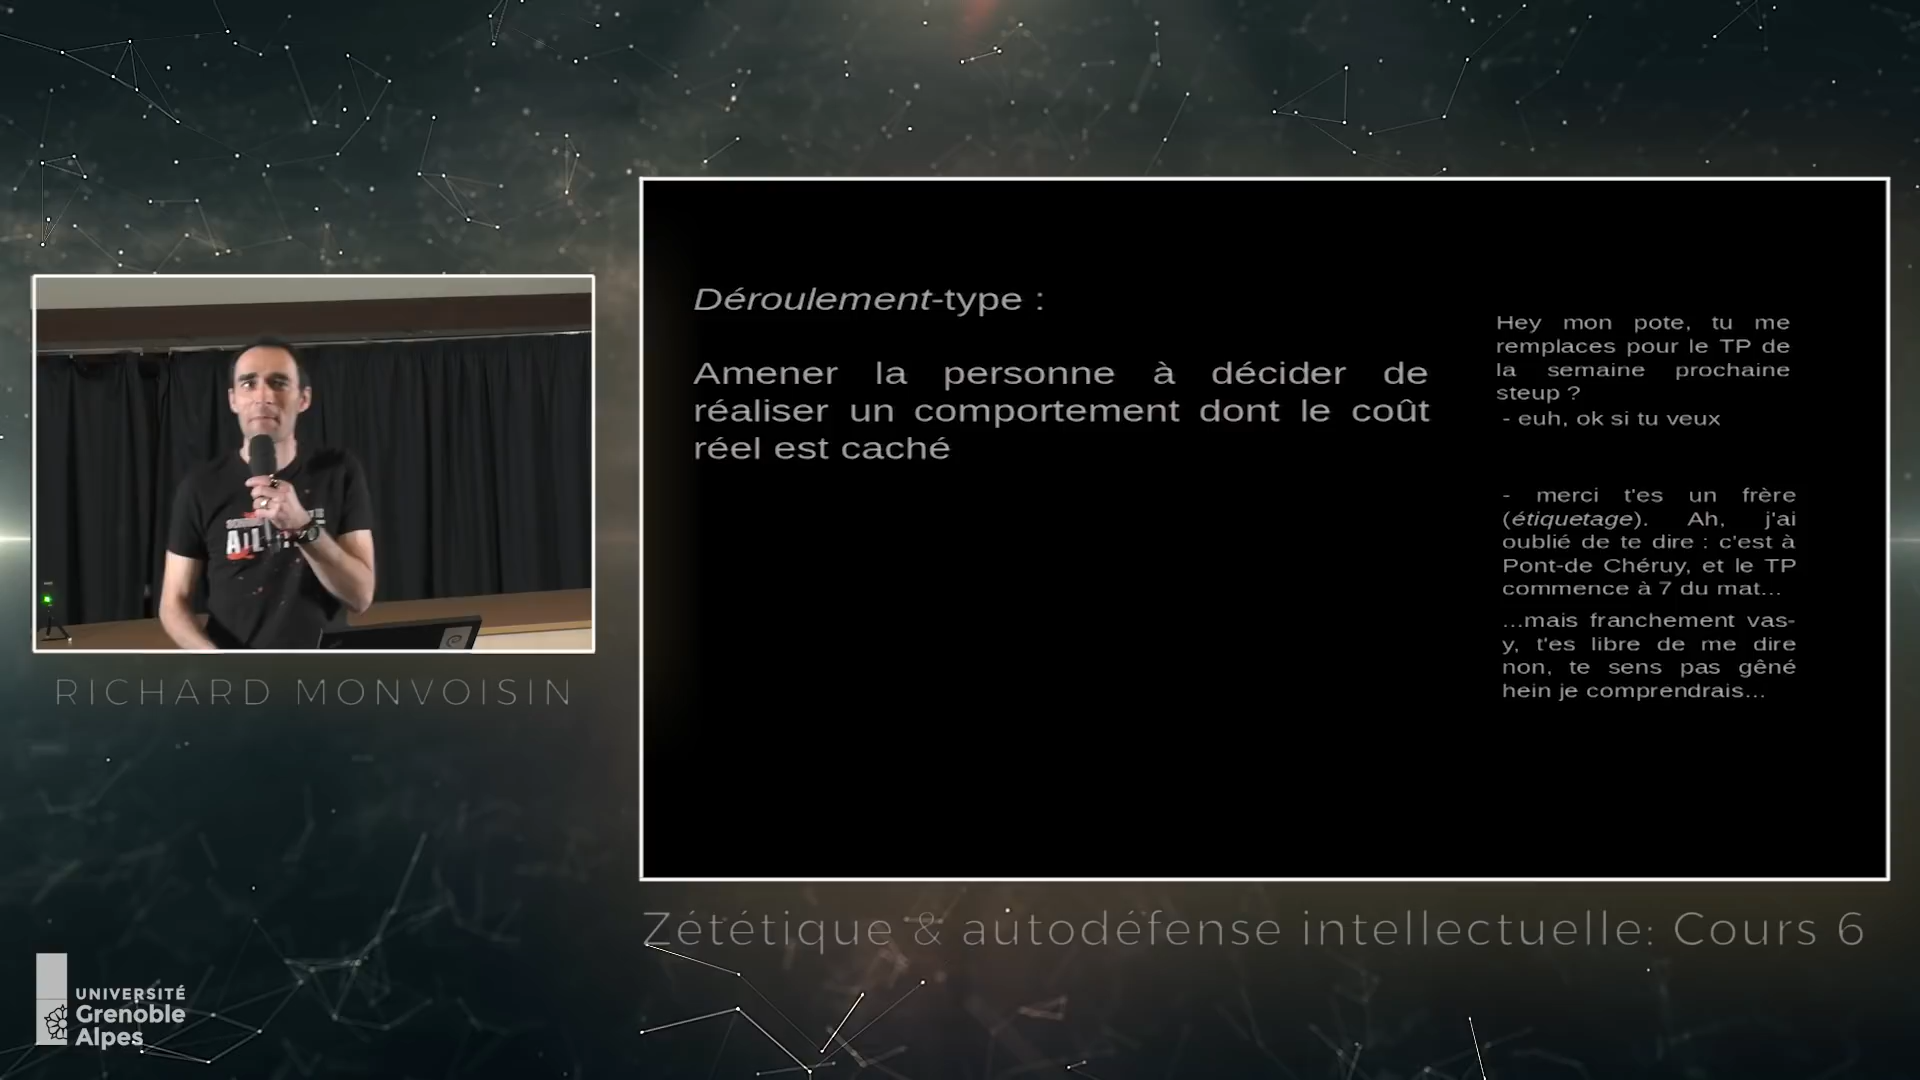 Déroulement-type :
Amener la personne à décider de
réaliser un comportement dont le coût
réel est caché
Hey mon pote, tu me
remplaces pour le TP de
la semaine prochaine
steup ?
- euh, ok si tu veux
- merci t'es un frère
(étiquetage). Ah, j'ai
oublié de te dire : c'est à
Pont-de Chéruy, et le TP
commence à 7 du mat...
...mais franchement vas-
y, t'es libre de me dire
non, te sens pas gêné
hein je comprendrais...
RICHARD MONVOISIN
Zététique & autodéfense intellectuelle: Cours 6
UNIVERSITÉ
Grenoble
Alpes